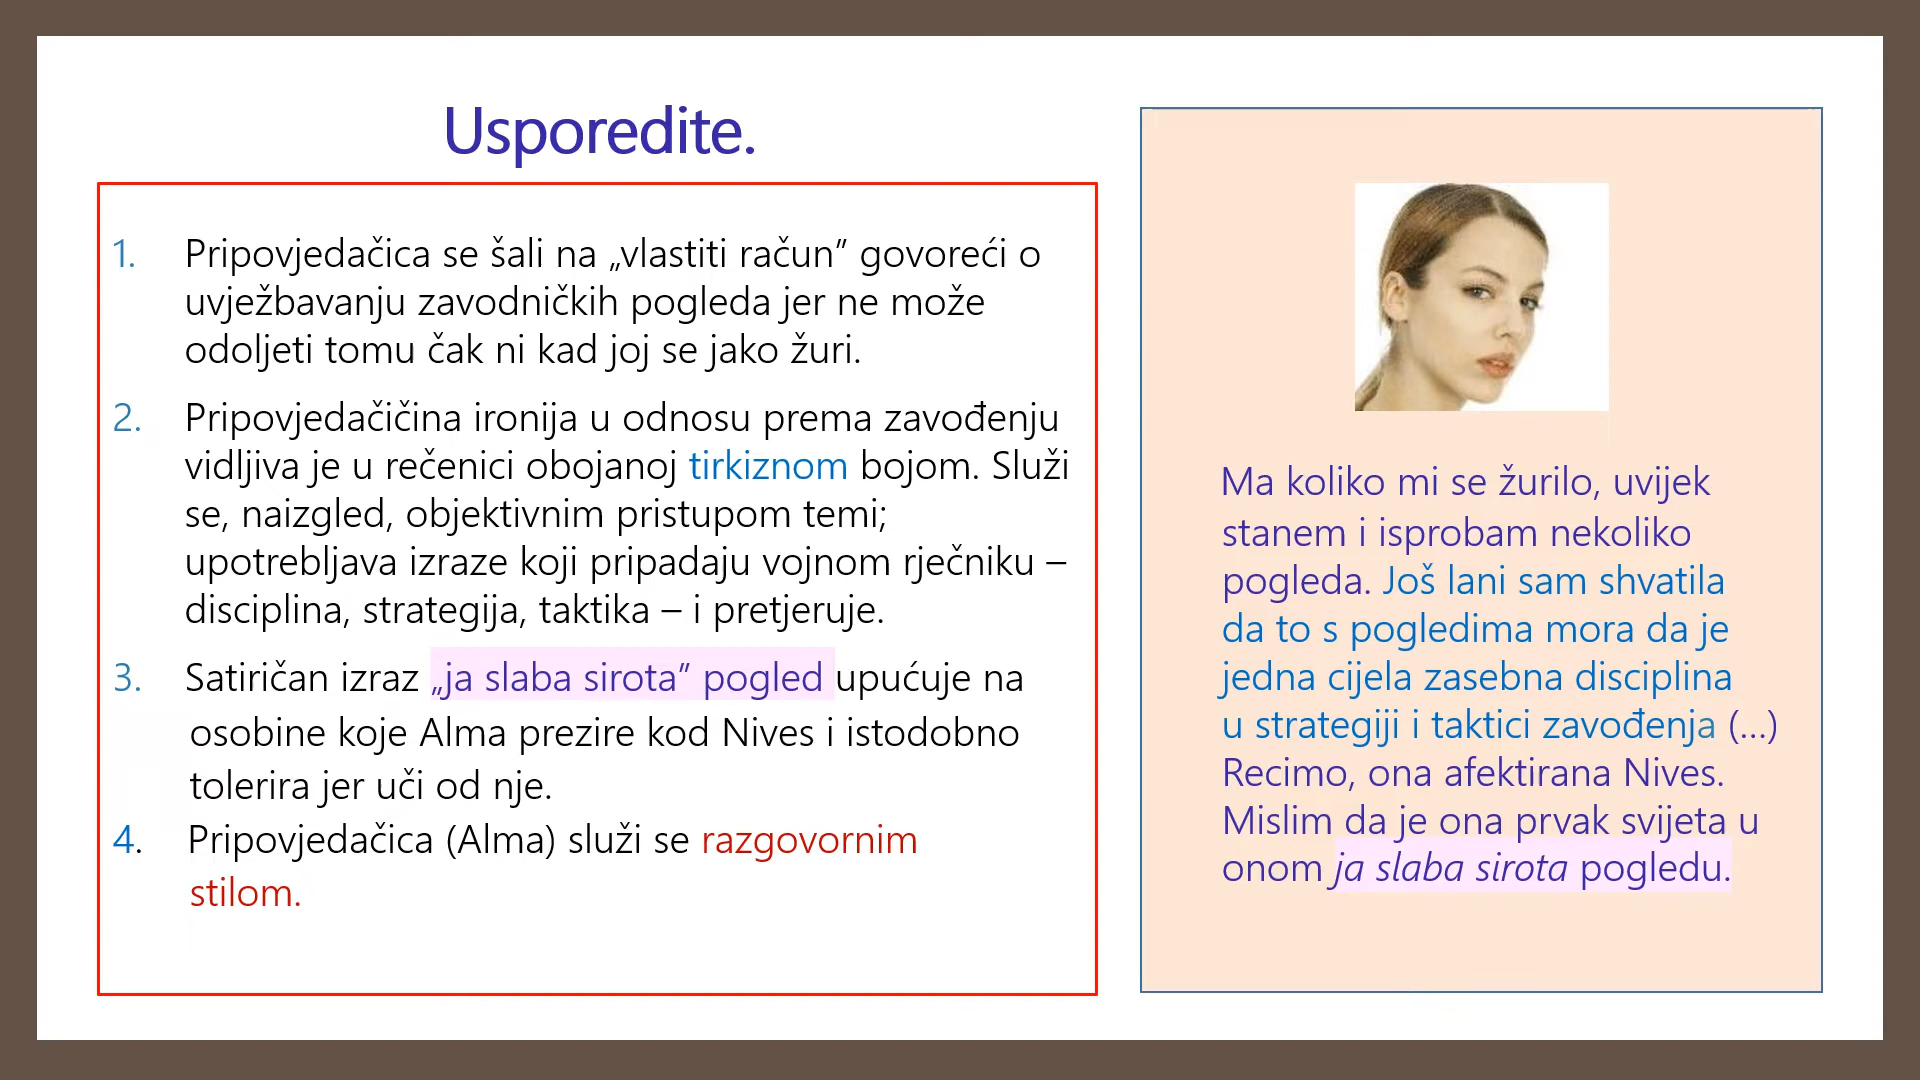 Usporedite.
1. Pripovjedačica se šali na „vlastiti račun” govoreći o
uvježbavanju zavodničkih pogleda jer ne može
odoljeti tomu čak ni kad joj se jako žuri.
2. Pripovjedačičina ironija u odnosu prema zavođenju
vidljiva je u rečenici obojanoj tirkiznom bojom. Služi
se, naizgled, objektivnim pristupom temi;
upotrebljava izraze koji pripadaju vojnom rječniku –
disciplina, strategija, taktika – i pretjeruje.
3. Satiričan izraz „ja slaba sirota” pogled upućuje na
osobine koje Alma prezire kod Nives i istodobno
tolerira jer uči od nje.
4. Pripovjedačica (Alma) služi se razgovornim
stilom.
Ma koliko mi se žurilo, uvijek
stanem i isprobam nekoliko
pogleda. Još lani sam shvatila
da to s pogledima mora da je
jedna cijela zasebna disciplina
u strategiji i taktici zavođenja (...)
Recimo, ona afektirana Nives.
Mislim da je ona prvak svijeta u
onom ja slaba sirota pogledu.